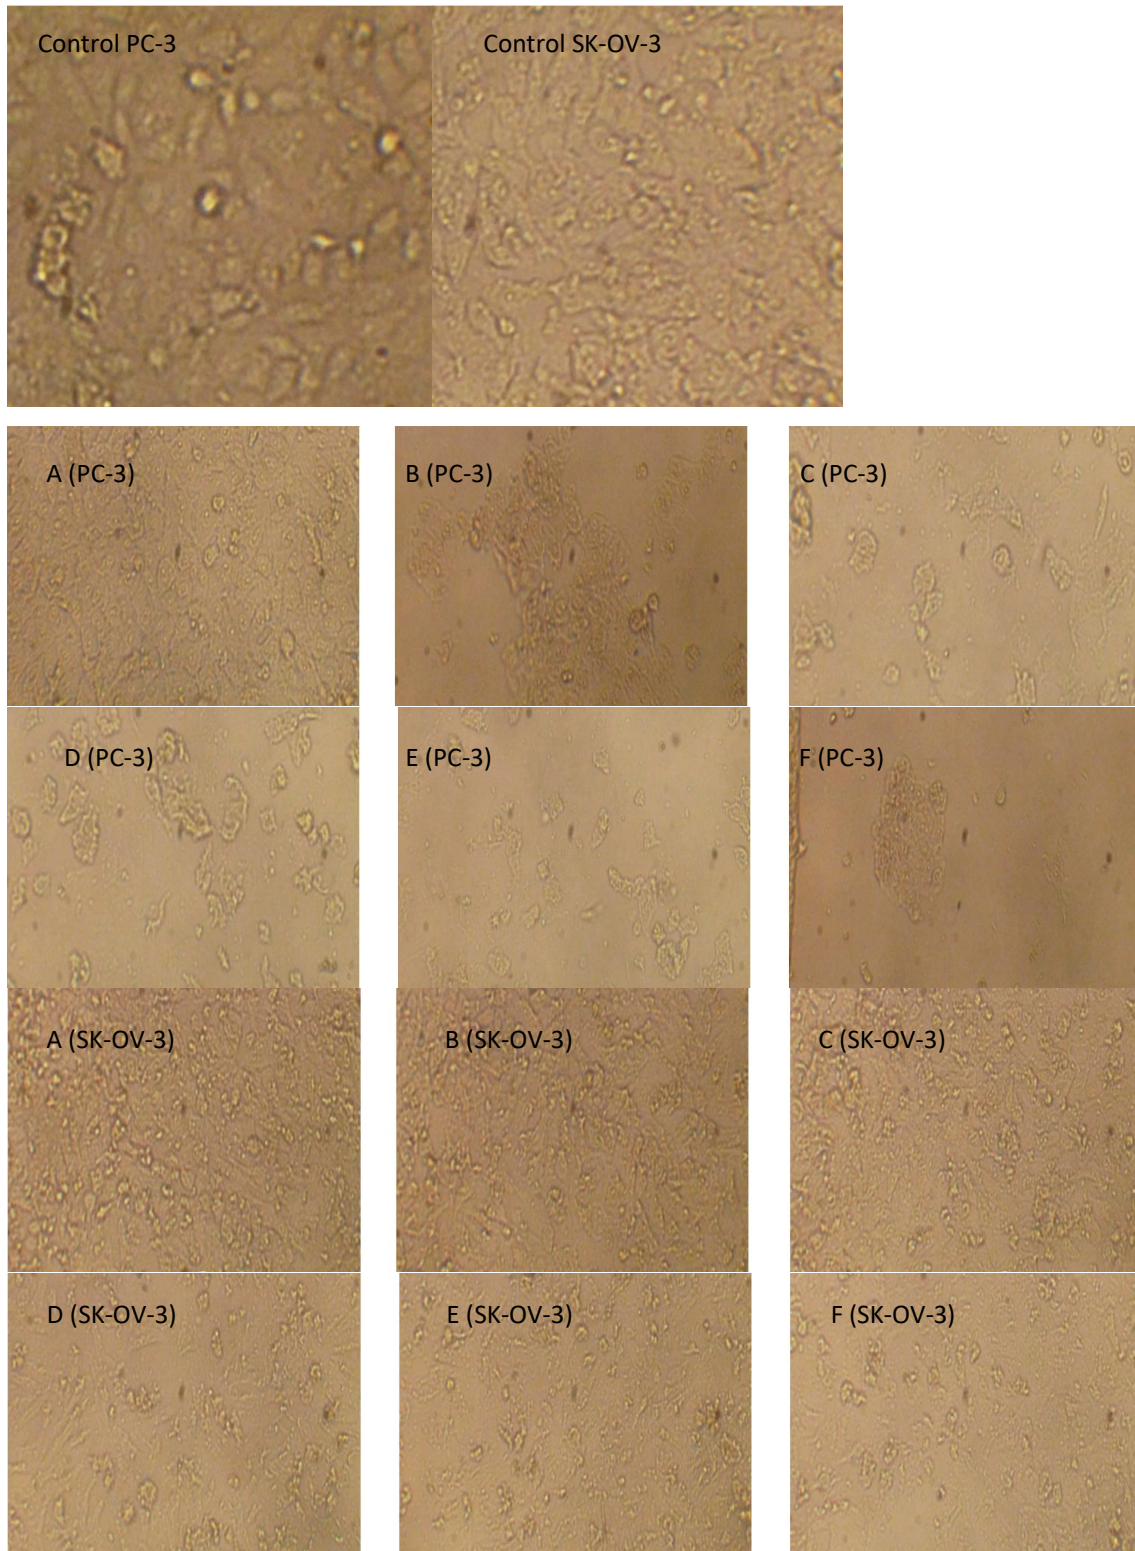 Control PC-3
Control SK-OV-3
A (PC-3)
B (PC-3)
C (PC-3)
D (PC-3)
E (PC-3)
F (PC-3)
A (SK-OV-3)
B (SK-OV-3)
C (SK-OV-3)
D (SK-OV-3)
E (SK-OV-3)
F (SK-OV-3)